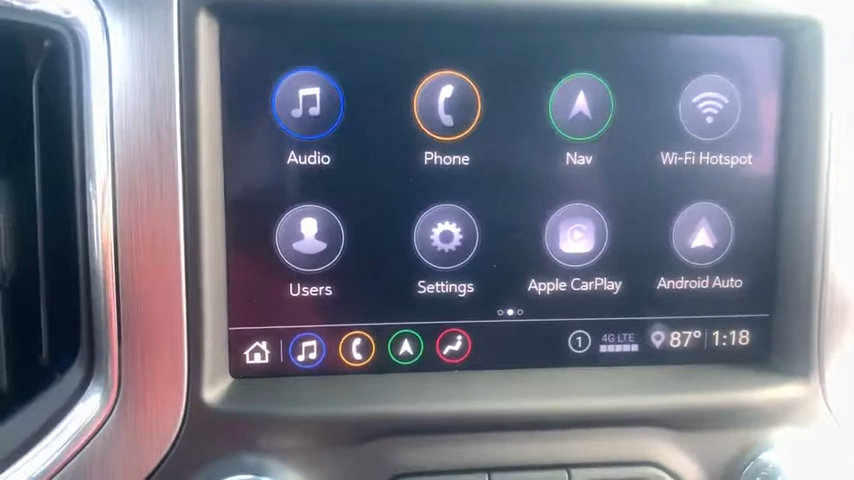 Audio Phone Nav Wi-Fi Hotspot
Users Settings Apple CarPlay Android Auto
1 4G LTE 87° 1:18